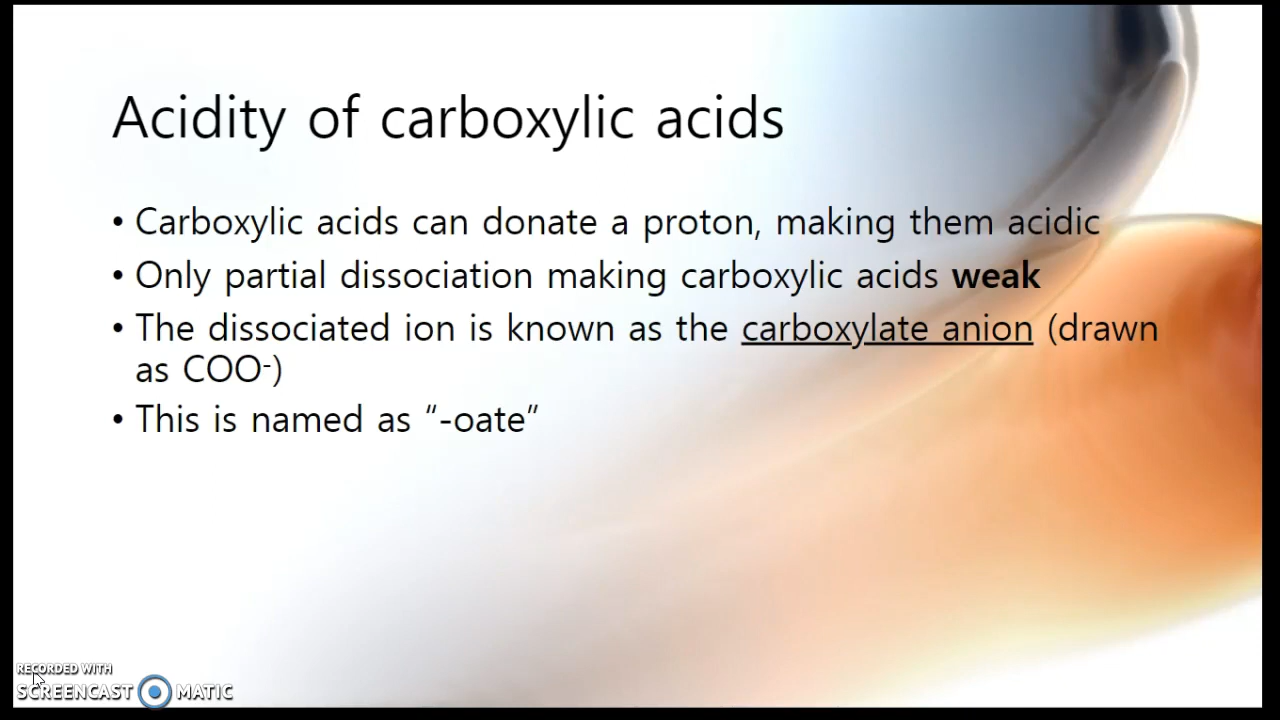 Acidity of carboxylic acids
• Carboxylic acids can donate a proton, making them acidic
• Only partial dissociation making carboxylic acids weak
• The dissociated ion is known as the carboxylate anion (drawn
as COO-)
• This is named as “-oate”
RECORDED WITH
SCREENCAST MATIC